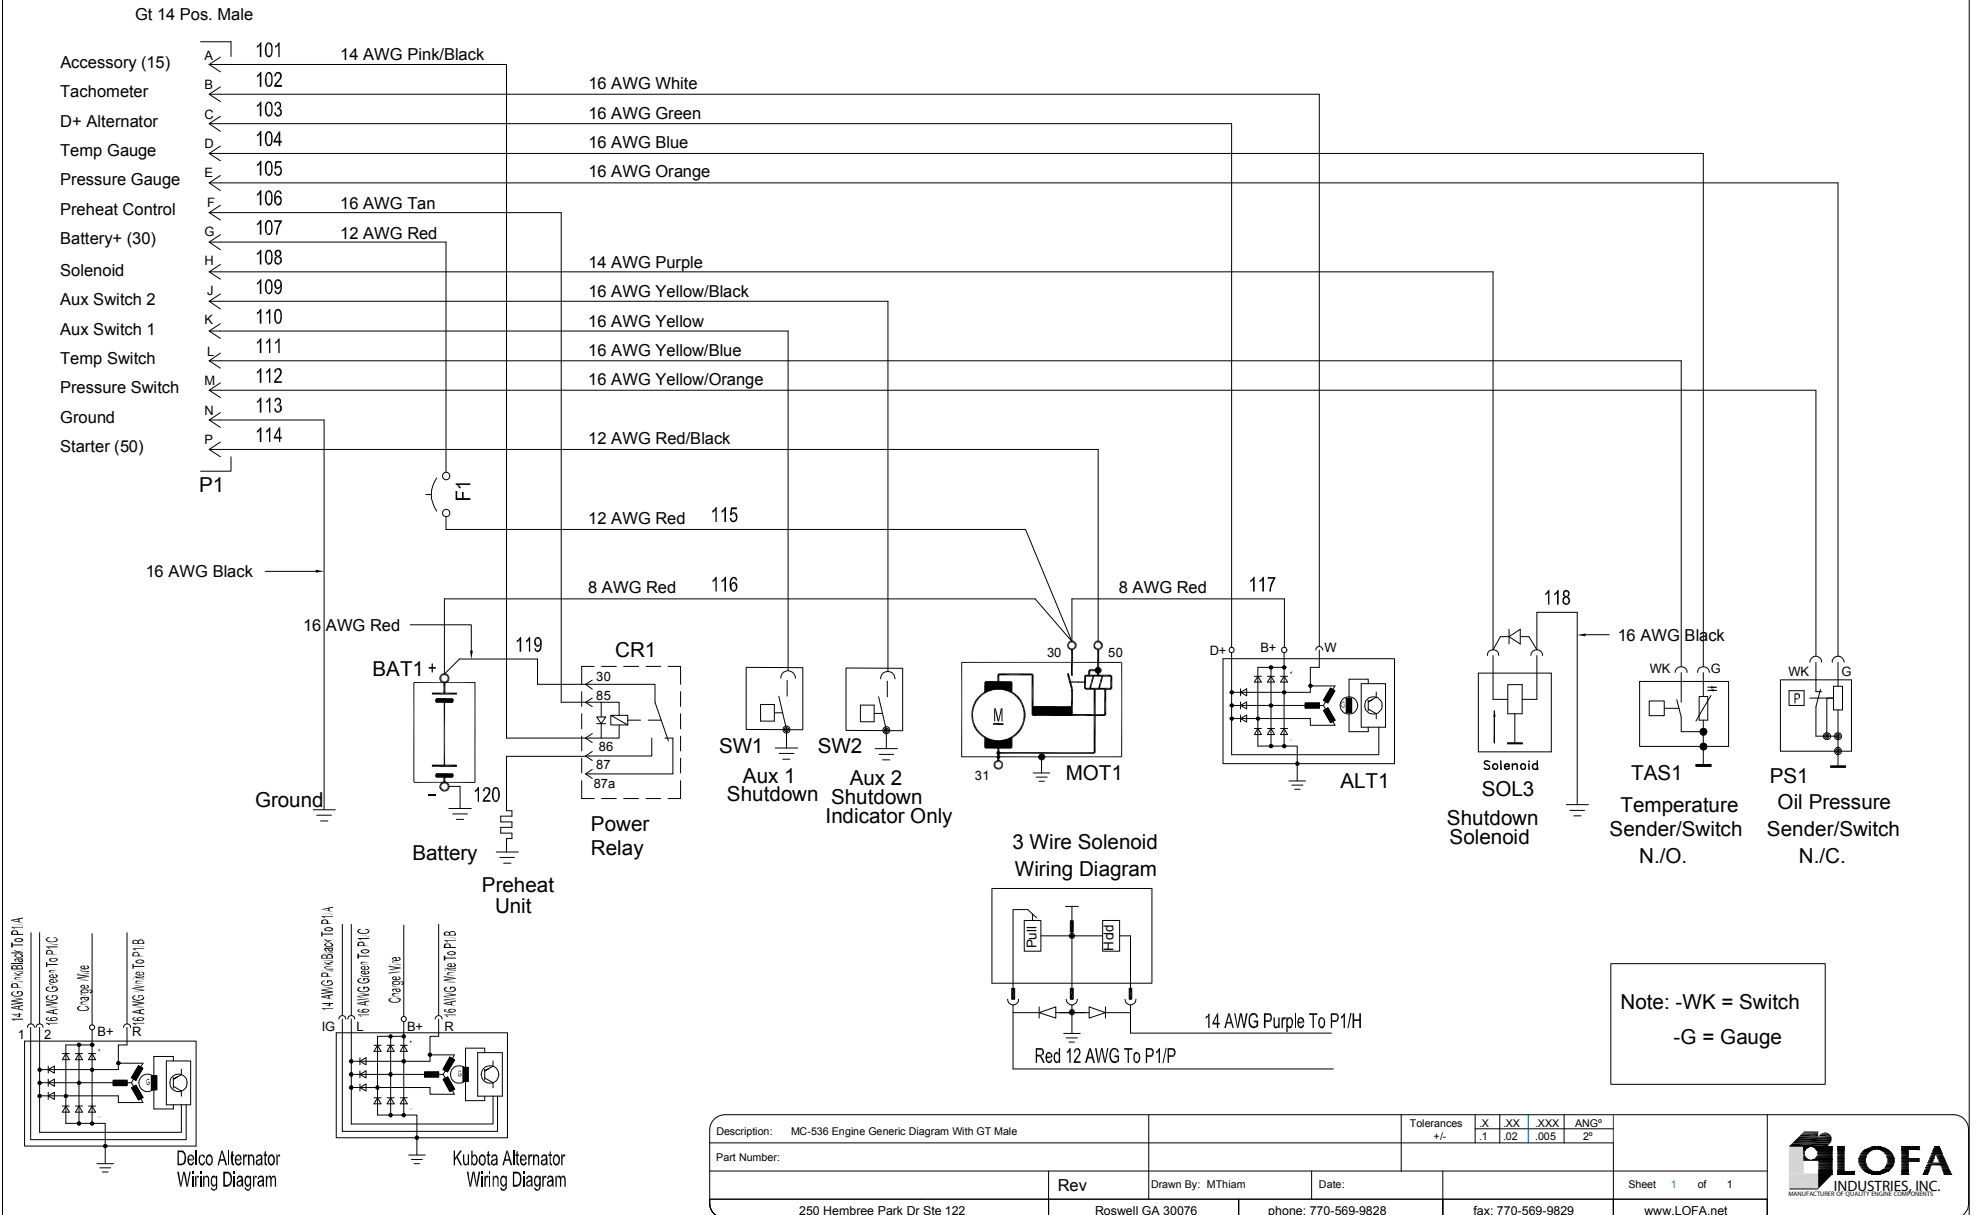 Gt 14 Pos. Male
Accessory (15) A 101 14 AWG Pink/Black
Tachometer B 102 16 AWG White
D+ Alternator C 103 16 AWG Green
Temp Gauge D 104 16 AWG Blue
Pressure Gauge E 105 16 AWG Orange
Preheat Control F 106 16 AWG Tan
Battery+ (30) G 107 12 AWG Red
Solenoid H 108 14 AWG Purple
Aux Switch 2 J 109 16 AWG Yellow/Black
Aux Switch 1 K 110 16 AWG Yellow
Temp Switch L 111 16 AWG Yellow/Blue
Pressure Switch M 112 16 AWG Yellow/Orange
Ground N 113
Starter (50) P 114 12 AWG Red/Black
P1
F1
12 AWG Red 115
16 AWG Black
8 AWG Red 116
8 AWG Red 117
118
16 AWG Red
119
16 AWG Black
BAT1 +
-
120
Battery
Ground
Preheat
Unit
CR1
30
85
86
87
87a
Power
Relay
SW1
Aux 1
Shutdown
SW2
Aux 2
Shutdown
Indicator Only
30
50
M
31
MOT1
D+
B+
W
G
ALT1
Solenoid
SOL3
Shutdown
Solenoid
WK
G
TAS1
Temperature
Sender/Switch
N./O.
WK
G
P
PS1
Oil Pressure
Sender/Switch
N./C.
3 Wire Solenoid
Wiring Diagram
Pull
Hdd
14 AWG Purple To P1/H
Red 12 AWG To P1/P
14 AWG Pink/Black To P1/A
16 AWG Green To P1/C
Charge Wire
16 AWG White To P1/B
1
2
B+
R
G
Delco Alternator
Wiring Diagram
14 AWG Pink/Black To P1/A
16 AWG Green To P1/C
Charge Wire
16 AWG White To P1/B
IG
L
B+
R
G
Kubota Alternator
Wiring Diagram
Note: -WK = Switch
-G = Gauge
Description: MC-536 Engine Generic Diagram With GT Male
Tolerances .X .XX .XXX ANGº
+/- .1 .02 .005 2º
Part Number:
Rev
Drawn By: MThiam
Date:
Sheet 1 of 1
250 Hembree Park Dr Ste 122
Roswell GA 30076
phone: 770-569-9828
fax: 770-569-9829
www.LOFA.net
LOFA
INDUSTRIES, INC.
MANUFACTURER OF QUALITY ENGINE COMPONENTS